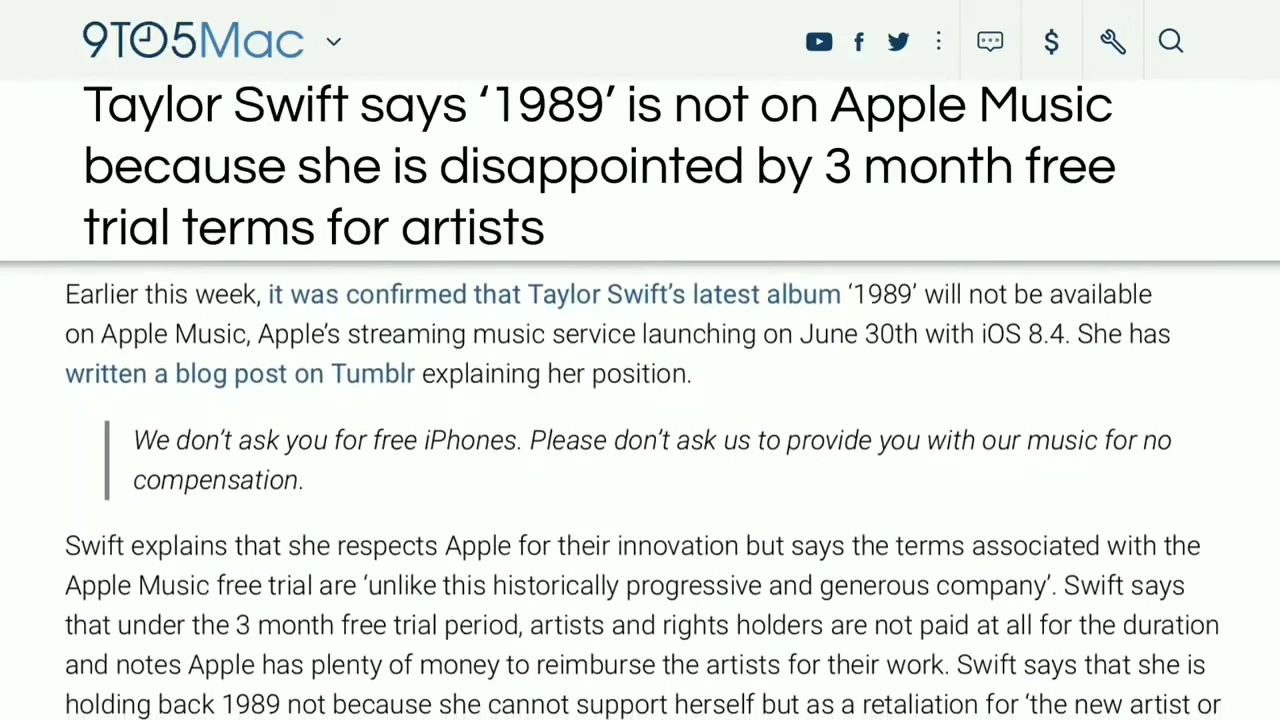 9TO5Mac
Taylor Swift says ‘1989’ is not on Apple Music
because she is disappointed by 3 month free
trial terms for artists
Earlier this week, it was confirmed that Taylor Swift’s latest album ‘1989’ will not be available
on Apple Music, Apple’s streaming music service launching on June 30th with iOS 8.4. She has
written a blog post on Tumblr explaining her position.
We don’t ask you for free iPhones. Please don’t ask us to provide you with our music for no
compensation.
Swift explains that she respects Apple for their innovation but says the terms associated with the
Apple Music free trial are ‘unlike this historically progressive and generous company’. Swift says
that under the 3 month free trial period, artists and rights holders are not paid at all for the duration
and notes Apple has plenty of money to reimburse the artists for their work. Swift says that she is
holding back 1989 not because she cannot support herself but as a retaliation for ‘the new artist or